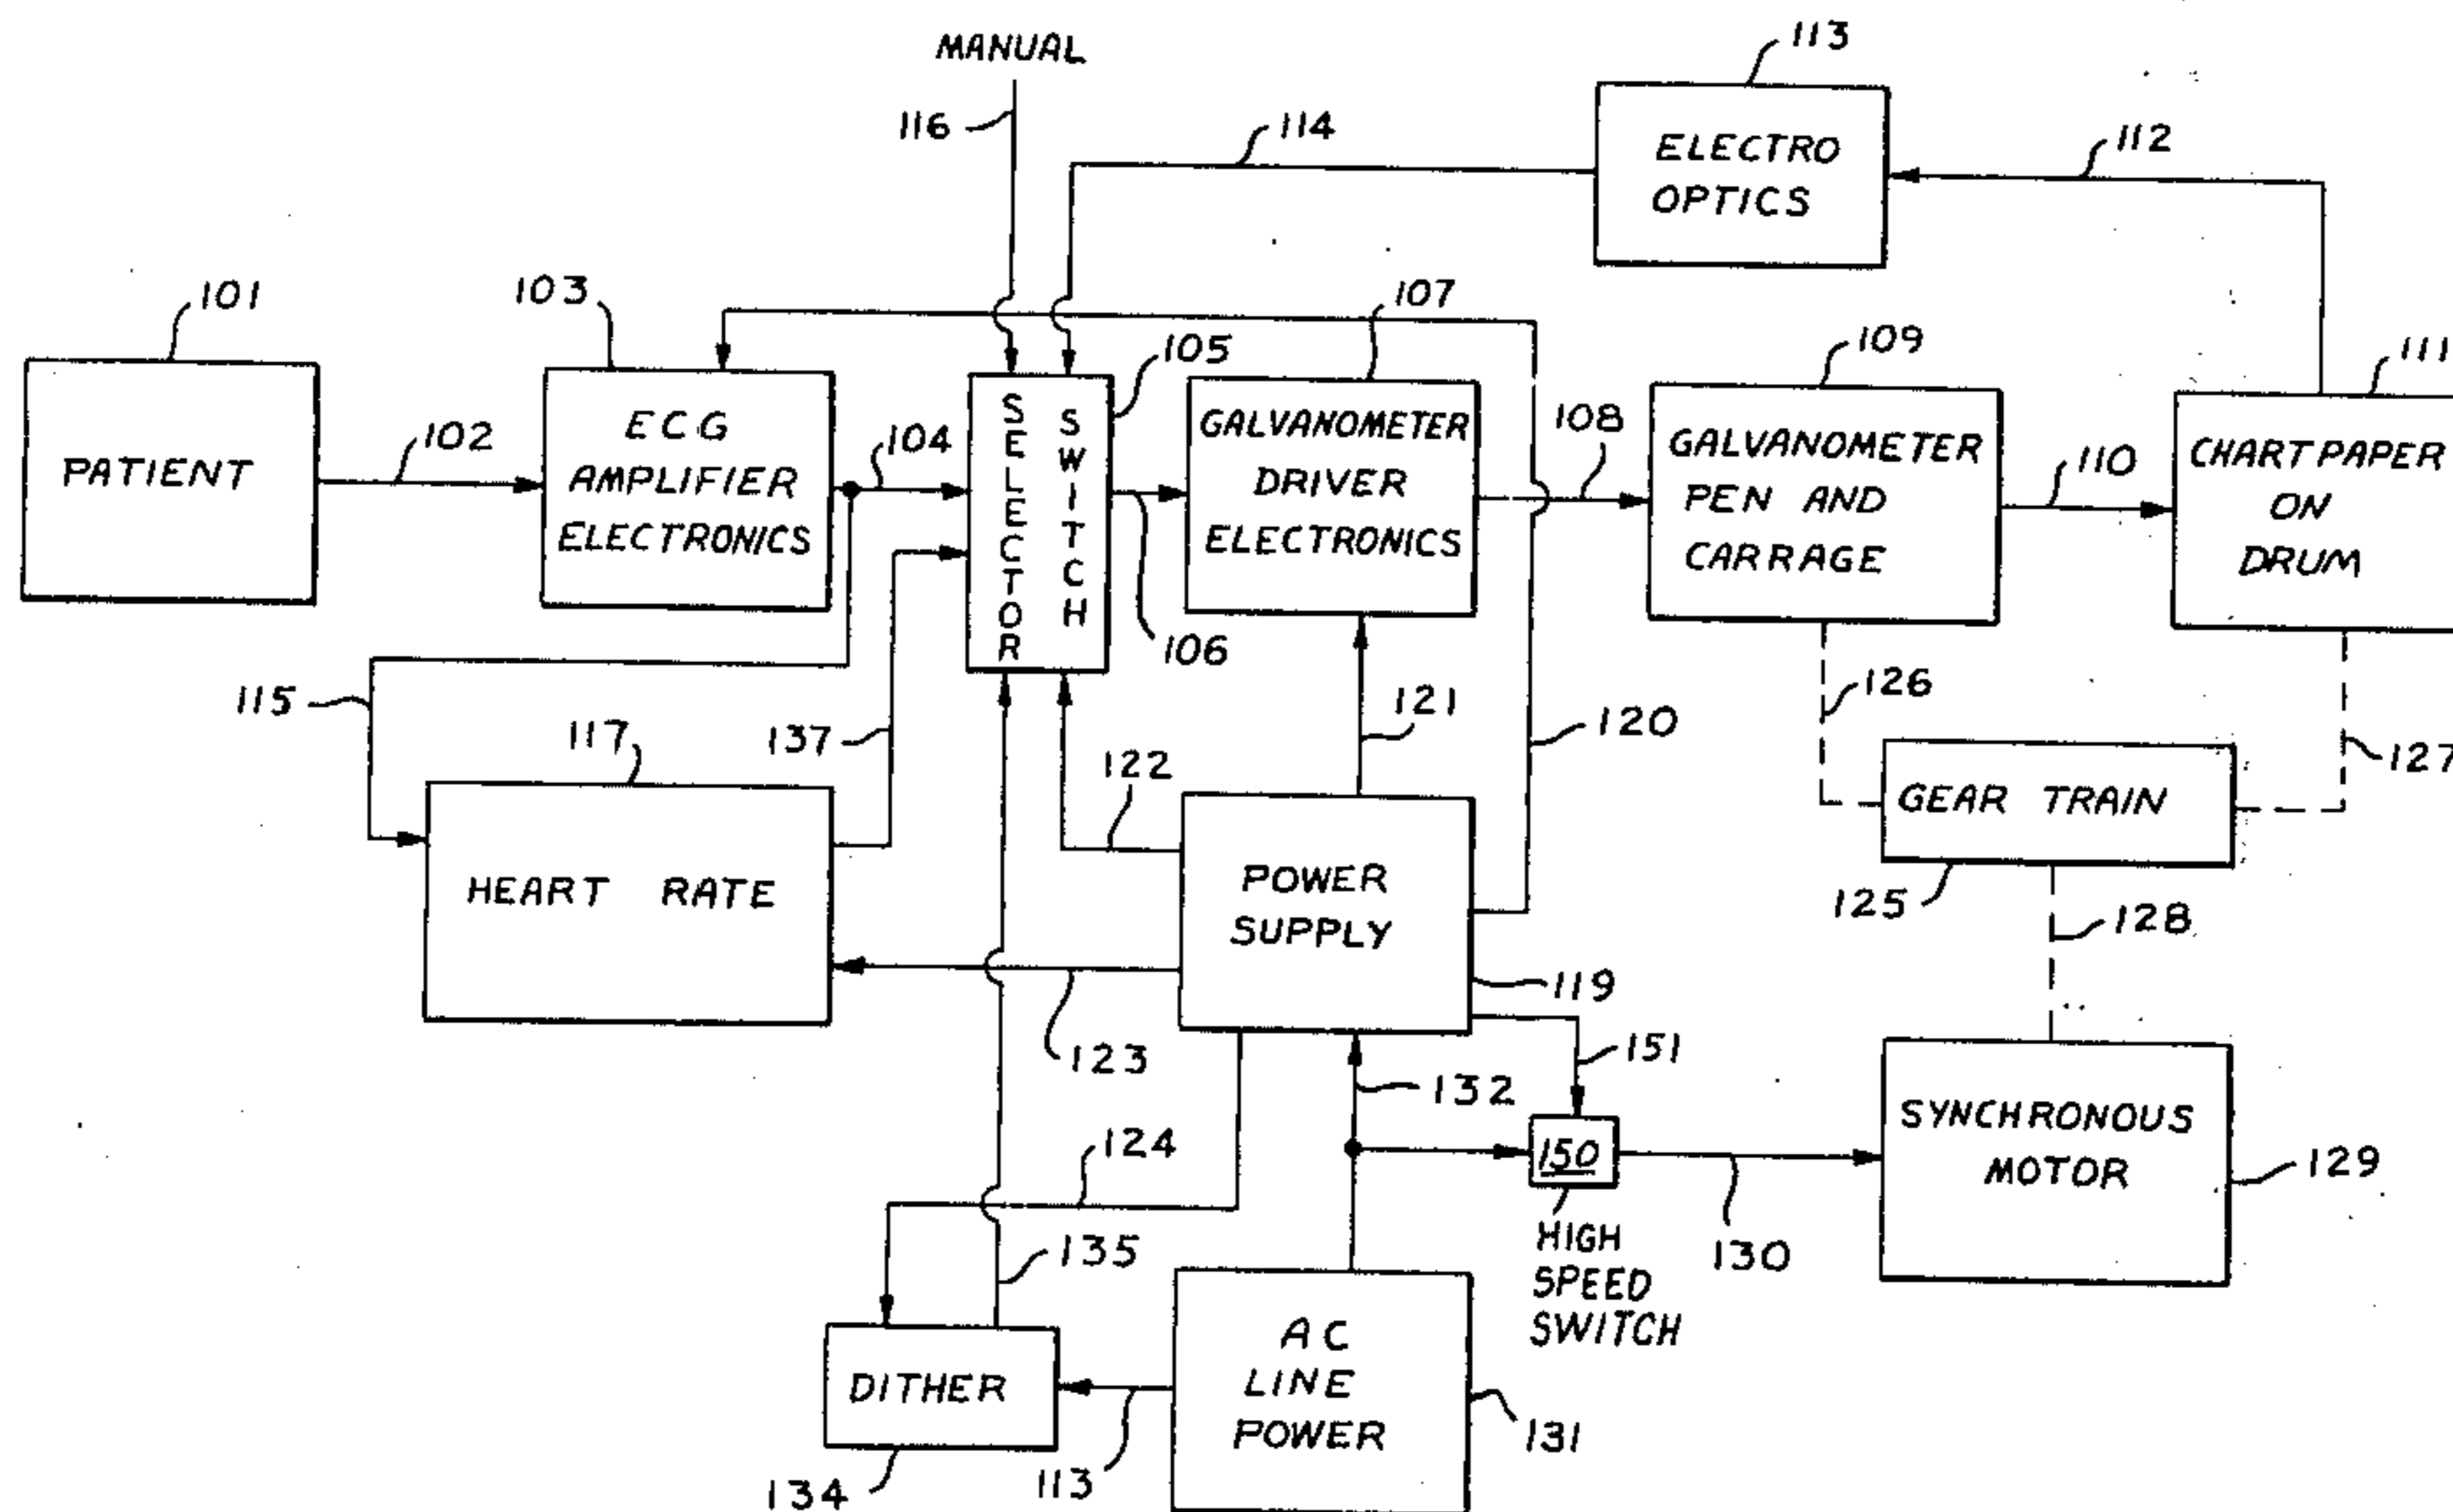 MANUAL
116
114
113
ELECTRO
OPTICS
112
101
PATIENT
102
103
ECG
AMPLIFIER
ELECTRONICS
104
105
SELECTOR
SWITCH
106
107
GALVANOMETER
DRIVER
ELECTRONICS
108
109
GALVANOMETER
PEN AND
CARRAGE
110
111
CHART PAPER
ON
DRUM
115
117
137
HEART RATE
122
121
120
POWER
SUPPLY
119
123
126
127
GEAR TRAIN
125
128
151
132
124
135
150
HIGH
SPEED
SWITCH
130
SYNCHRONOUS
MOTOR
129
DITHER
134
113
AC
LINE
POWER
131